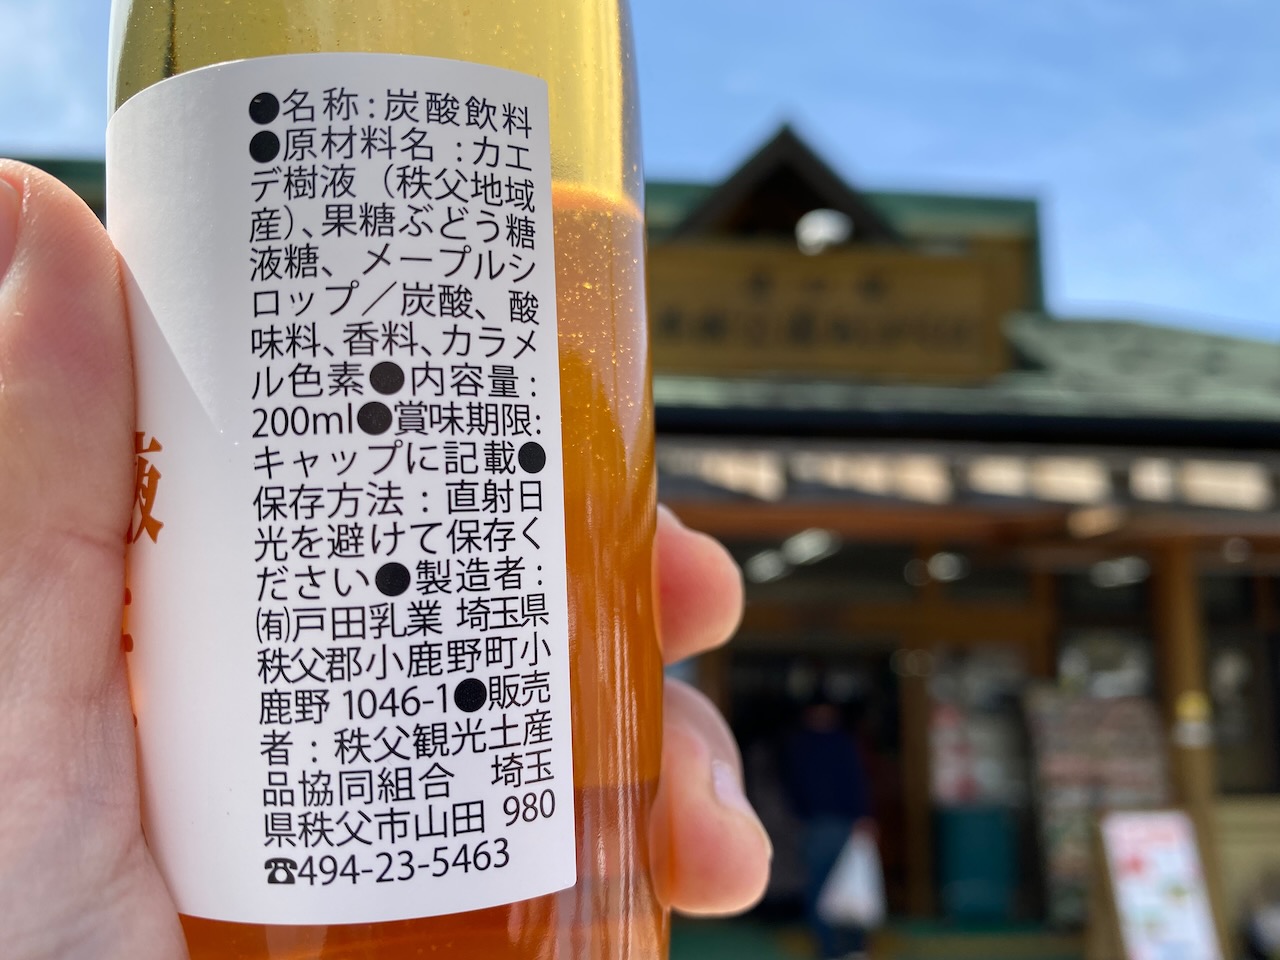 ●名称:炭酸飲料
●原材料名:カエ
デ樹液(秩父地域
産)、果糖ぶどう糖
液糖、メープルシ
ロップ/炭酸、酸
味料、香料、カラメ
ル色素●内容量:
200ml●賞味期限:
キャップに記載●
保存方法:直射日
光を避けて保存く
ださい●製造者:
㈲戸田乳業 埼玉県
秩父郡小鹿野町小
鹿野 1046-1●販売
者:秩父観光土産
品協同組合 埼玉
県秩父市山田 980
☎494-23-5463
液